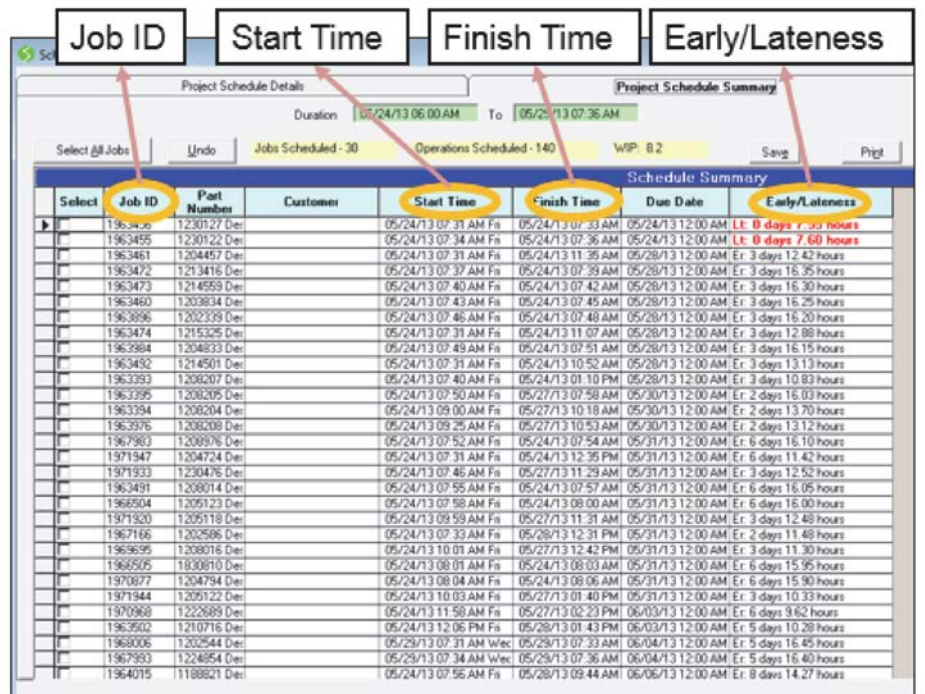 Job ID Start Time Finish Time Early/Lateness
Sc
Project Schedule Details Project Schedule Summary
Duration 05/24/13 06:00 AM To 05/29/13 07:36 AM
Select All Jobs Undo Jobs Scheduled - 30 Operations Scheduled - 140 WIP: 8.2 Save Print
Schedule Summary
Select Job ID Part Number Customer Start Time Finish Time Due Date Early/Lateness
1963456 1230127 Des 05/24/13 07:31 AM Fri 05/24/13 07:33 AM 05/24/13 12:00 AM Lt: 0 days 7.55 hours
1963455 1230122 Des 05/24/13 07:34 AM Fri 05/24/13 07:36 AM 05/24/13 12:00 AM Lt: 0 days 7.60 hours
1963461 1204457 Des 05/24/13 07:31 AM Fri 05/24/13 11:35 AM 05/28/13 12:00 AM Er: 3 days 12.42 hours
1963472 1213416 Des 05/24/13 07:37 AM Fri 05/24/13 07:39 AM 05/28/13 12:00 AM Er: 3 days 16.35 hours
1963473 1214559 Des 05/24/13 07:40 AM Fri 05/24/13 07:42 AM 05/28/13 12:00 AM Er: 3 days 16.30 hours
1963460 1203834 Des 05/24/13 07:43 AM Fri 05/24/13 07:45 AM 05/28/13 12:00 AM Er: 3 days 16.25 hours
1963896 1202339 Des 05/24/13 07:46 AM Fri 05/24/13 07:48 AM 05/28/13 12:00 AM Er: 3 days 16.20 hours
1963474 1215325 Des 05/24/13 07:31 AM Fri 05/24/13 11:07 AM 05/28/13 12:00 AM Er: 3 days 12.88 hours
1963984 1204833 Des 05/24/13 07:49 AM Fri 05/24/13 07:51 AM 05/28/13 12:00 AM Er: 3 days 16.15 hours
1963492 1214501 Des 05/24/13 07:31 AM Fri 05/24/13 10:52 AM 05/28/13 12:00 AM Er: 3 days 13.13 hours
1963393 1208207 Des 05/24/13 07:40 AM Fri 05/24/13 01:10 PM 05/28/13 12:00 AM Er: 3 days 10.83 hours
1963395 1208205 Des 05/24/13 07:50 AM Fri 05/27/13 07:58 AM 05/30/13 12:00 AM Er: 2 days 16.03 hours
1963394 1208204 Des 05/24/13 09:00 AM Fri 05/27/13 10:18 AM 05/30/13 12:00 AM Er: 2 days 13.70 hours
1963976 1208208 Des 05/24/13 09:25 AM Fri 05/27/13 10:53 AM 05/30/13 12:00 AM Er: 2 days 13.12 hours
1967983 1208976 Des 05/24/13 07:52 AM Fri 05/24/13 07:54 AM 05/31/13 12:00 AM Er: 6 days 16.10 hours
1971947 1204724 Des 05/24/13 07:31 AM Fri 05/24/13 12:35 PM 05/31/13 12:00 AM Er: 6 days 11.42 hours
1971933 1230476 Des 05/24/13 07:46 AM Fri 05/27/13 11:29 AM 05/31/13 12:00 AM Er: 3 days 12.52 hours
1963491 1208014 Des 05/24/13 07:55 AM Fri 05/24/13 07:57 AM 05/31/13 12:00 AM Er: 6 days 16.05 hours
1966504 1205123 Des 05/24/13 07:58 AM Fri 05/24/13 08:00 AM 05/31/13 12:00 AM Er: 6 days 16.00 hours
1971920 1205118 Des 05/24/13 09:59 AM Fri 05/27/13 11:31 AM 05/31/13 12:00 AM Er: 3 days 12.48 hours
1967166 1202586 Des 05/24/13 07:33 AM Fri 05/28/13 12:31 PM 05/31/13 12:00 AM Er: 2 days 11.48 hours
1969695 1208016 Des 05/24/13 10:01 AM Fri 05/27/13 12:42 PM 05/31/13 12:00 AM Er: 3 days 11.30 hours
1966505 1830810 Des 05/24/13 08:01 AM Fri 05/24/13 08:03 AM 05/31/13 12:00 AM Er: 6 days 15.95 hours
1970877 1204794 Des 05/24/13 08:04 AM Fri 05/24/13 08:06 AM 05/31/13 12:00 AM Er: 6 days 15.90 hours
1971944 1205122 Des 05/24/13 10:03 AM Fri 05/27/13 01:40 PM 05/31/13 12:00 AM Er: 3 days 10.33 hours
1970968 1222689 Des 05/24/13 11:58 AM Fri 05/27/13 02:23 PM 06/03/13 12:00 AM Er: 6 days 9.62 hours
1963502 1210716 Des 05/24/13 12:06 PM Fri 05/28/13 01:43 PM 06/03/13 12:00 AM Er: 5 days 10.28 hours
1968006 1202544 Des 05/29/13 07:31 AM Wed 05/29/13 07:33 AM 06/04/13 12:00 AM Er: 5 days 16.45 hours
1967993 1224854 Des 05/29/13 07:34 AM Wed 05/29/13 07:36 AM 06/04/13 12:00 AM Er: 5 days 16.40 hours
1964015 1188821 Des 05/24/13 07:56 AM Fri 05/28/13 09:44 AM 06/06/13 12:00 AM Er: 8 days 14.27 hours